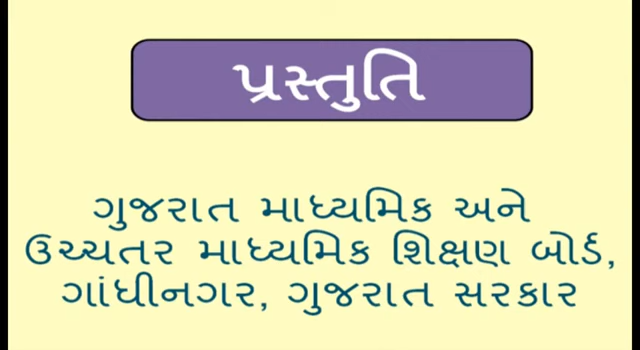 પ્રસ્તુતિ
ગુજરાત માધ્યમિક અને
ઉચ્ચતર માધ્યમિક શિક્ષણ બોર્ડ,
ગાંધીનગર, ગુજરાત સરકાર